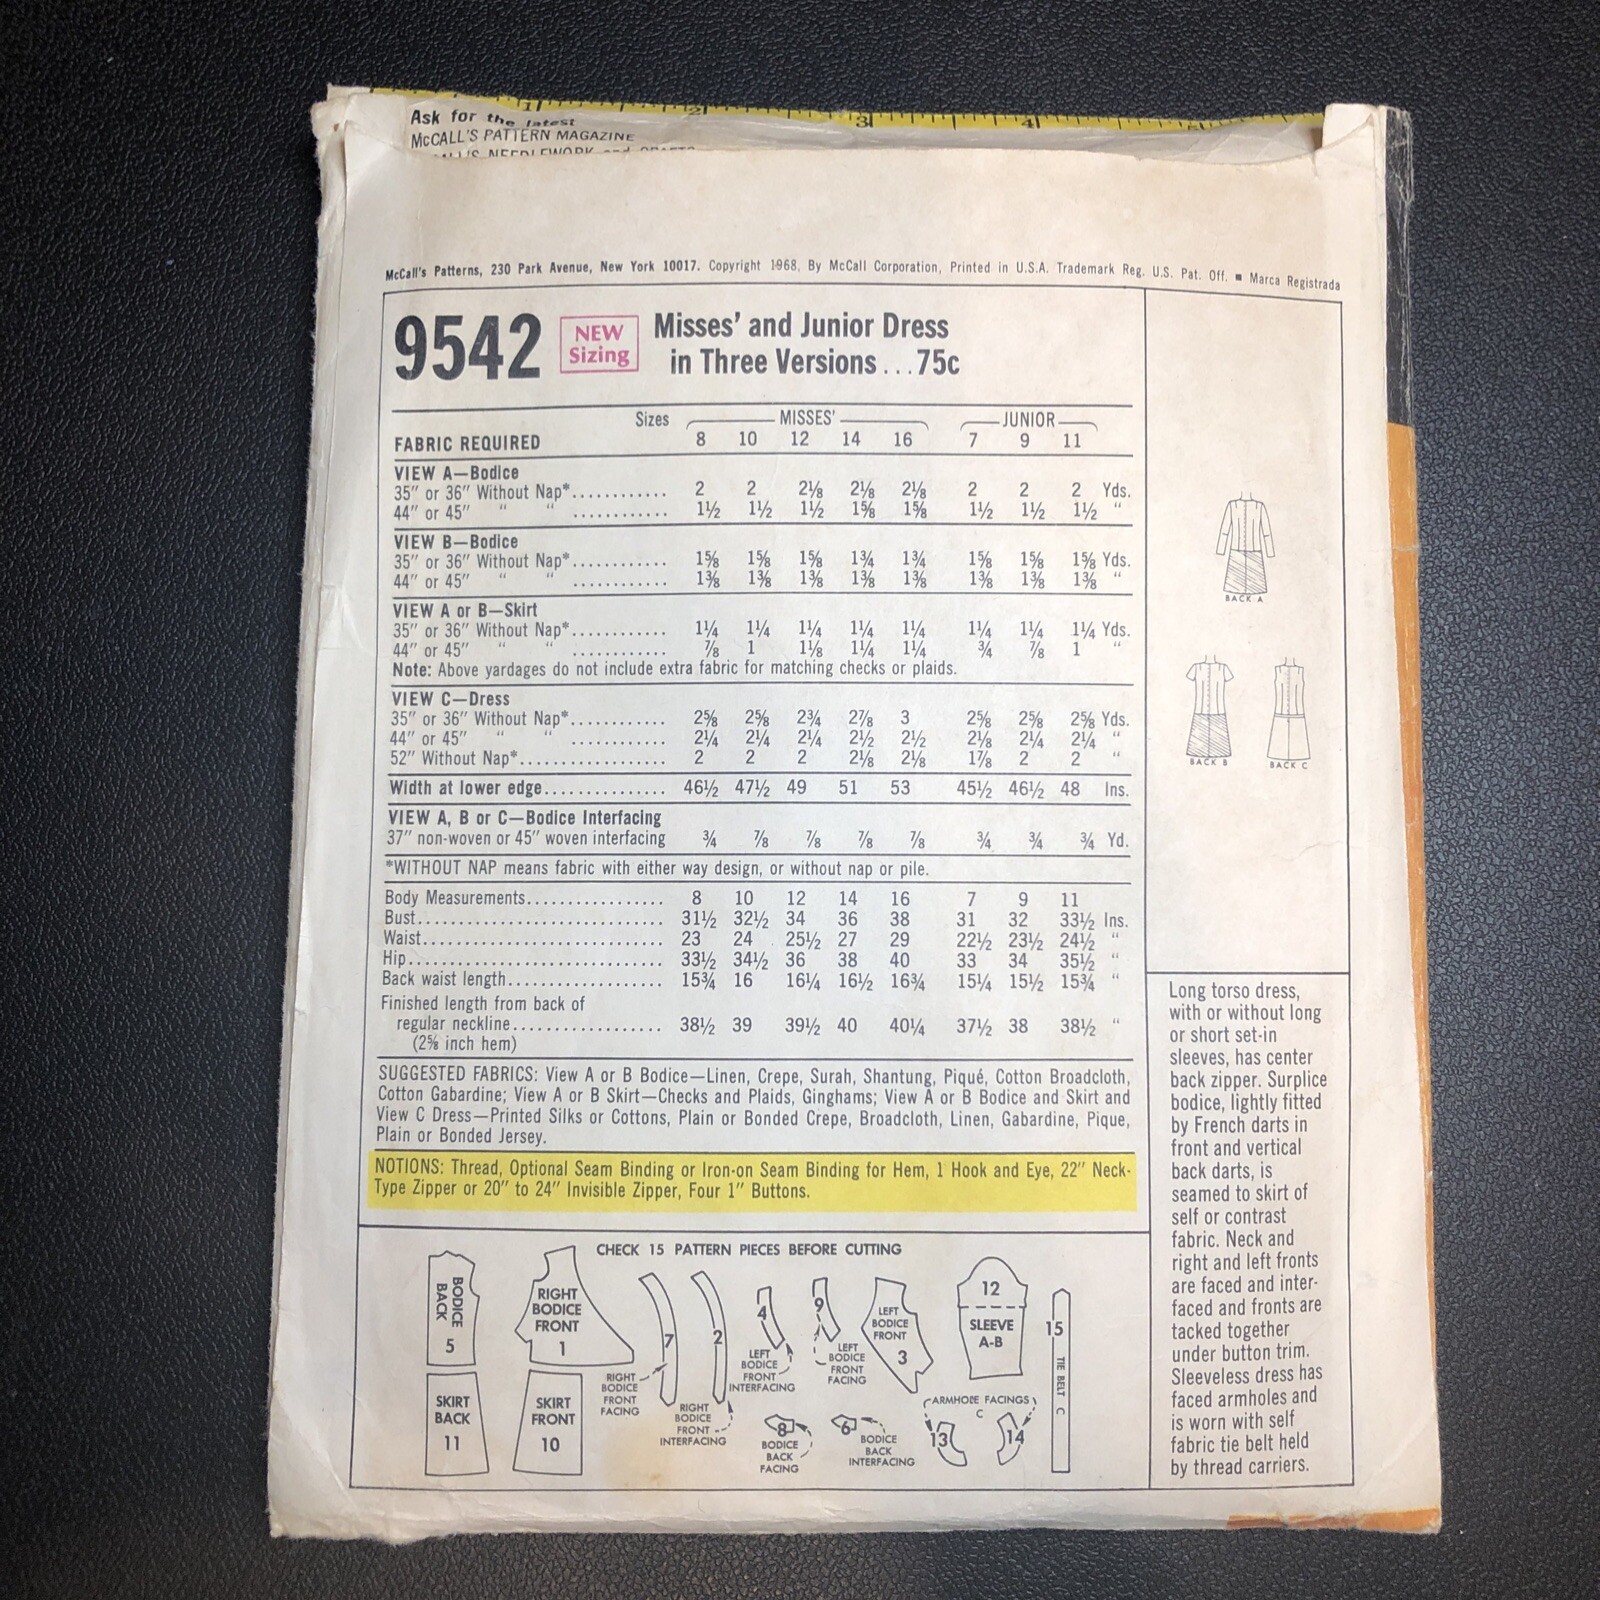 Ask for the latest
McCALL'S PATTERN MAGAZINE
NEEDLEWORK and CRAFTS
1 2 3 4
McCall's Patterns, 230 Park Avenue, New York 10017. Copyright 1968, By McCall Corporation, Printed in U.S.A. Trademark Reg. U.S. Pat. Off. ■ Marca Registrada
9542
NEW
Sizing
Misses' and Junior Dress
in Three Versions...75c
Sizes MISSES' JUNIOR
FABRIC REQUIRED 8 10 12 14 16 7 9 11
VIEW A—Bodice
35" or 36" Without Nap*............ 2 2 2⅛ 2⅛ 2⅛ 2 2 2 Yds.
44" or 45" " " ............ 1½ 1½ 1½ 1⅝ 1⅝ 1½ 1½ 1½ "
VIEW B—Bodice
35" or 36" Without Nap*............ 1⅝ 1⅝ 1⅝ 1¾ 1¾ 1⅝ 1⅝ 1⅝ Yds.
44" or 45" " " ............ 1⅜ 1⅜ 1⅜ 1⅜ 1⅜ 1⅜ 1⅜ 1⅜ "
VIEW A or B—Skirt
35" or 36" Without Nap*............ 1¼ 1¼ 1¼ 1¼ 1¼ 1¼ 1¼ 1¼ Yds.
44" or 45" " " ............ ⅞ 1 1⅛ 1¼ 1¼ ¾ ⅞ 1 "
Note: Above yardages do not include extra fabric for matching checks or plaids.
VIEW C—Dress
35" or 36" Without Nap*............ 2⅝ 2⅝ 2¾ 2⅞ 3 2⅝ 2⅝ 2⅝ Yds.
44" or 45" " " ............ 2¼ 2¼ 2¼ 2½ 2½ 2⅛ 2¼ 2¼ "
52" Without Nap*.................. 2 2 2 2⅛ 2⅛ 1⅞ 2 2 "
Width at lower edge............... 46½ 47½ 49 51 53 45½ 46½ 48 Ins.
VIEW A, B or C—Bodice Interfacing
37" non-woven or 45" woven interfacing ¾ ⅞ ⅞ ⅞ ⅞ ¾ ¾ ¾ Yd.
*WITHOUT NAP means fabric with either way design, or without nap or pile.
Body Measurements................. 8 10 12 14 16 7 9 11
Bust.............................. 31½ 32½ 34 36 38 31 32 33½ Ins.
Waist............................. 23 24 25½ 27 29 22½ 23½ 24½ "
Hip............................... 33½ 34½ 36 38 40 33 34 35½ "
Back waist length................... 15¾ 16 16¼ 16½ 16¾ 15¼ 15½ 15¾ "
Finished length from back of
regular neckline.................. 38½ 39 39½ 40 40¼ 37½ 38 38½ "
(2⅝ inch hem)
SUGGESTED FABRICS: View A or B Bodice—Linen, Crepe, Surah, Shantung, Piqué, Cotton Broadcloth,
Cotton Gabardine; View A or B Skirt—Checks and Plaids, Ginghams; View A or B Bodice and Skirt and
View C Dress—Printed Silks or Cottons, Plain or Bonded Crepe, Broadcloth, Linen, Gabardine, Pique,
Plain or Bonded Jersey.
NOTIONS: Thread, Optional Seam Binding or Iron-on Seam Binding for Hem, 1 Hook and Eye, 22" Neck-
Type Zipper or 20" to 24" Invisible Zipper, Four 1" Buttons.
BACK A
BACK B
BACK C
Long torso dress,
with or without long
or short set-in
sleeves, has center
back zipper. Surplice
bodice, lightly fitted
by French darts in
front and vertical
back darts, is
seamed to skirt of
self or contrast
fabric. Neck and
right and left fronts
are faced and inter-
faced and fronts are
tacked together
under button trim.
Sleeveless dress has
faced armholes and
is worn with self
fabric tie belt held
by thread carriers.
CHECK 15 PATTERN PIECES BEFORE CUTTING
BODICE
BACK
5
RIGHT
BODICE
FRONT
1
7
RIGHT
BODICE
FRONT
FACING
2
RIGHT
BODICE
FRONT
INTERFACING
4
LEFT
BODICE
FRONT
INTERFACING
9
LEFT
BODICE
FRONT
FACING
LEFT
BODICE
FRONT
3
12
SLEEVE
A-B
15
TIE BELT C
SKIRT
BACK
11
SKIRT
FRONT
10
8
BODICE
BACK
FACING
6
BODICE
BACK
INTERFACING
ARMHOLE FACINGS
C
13
14